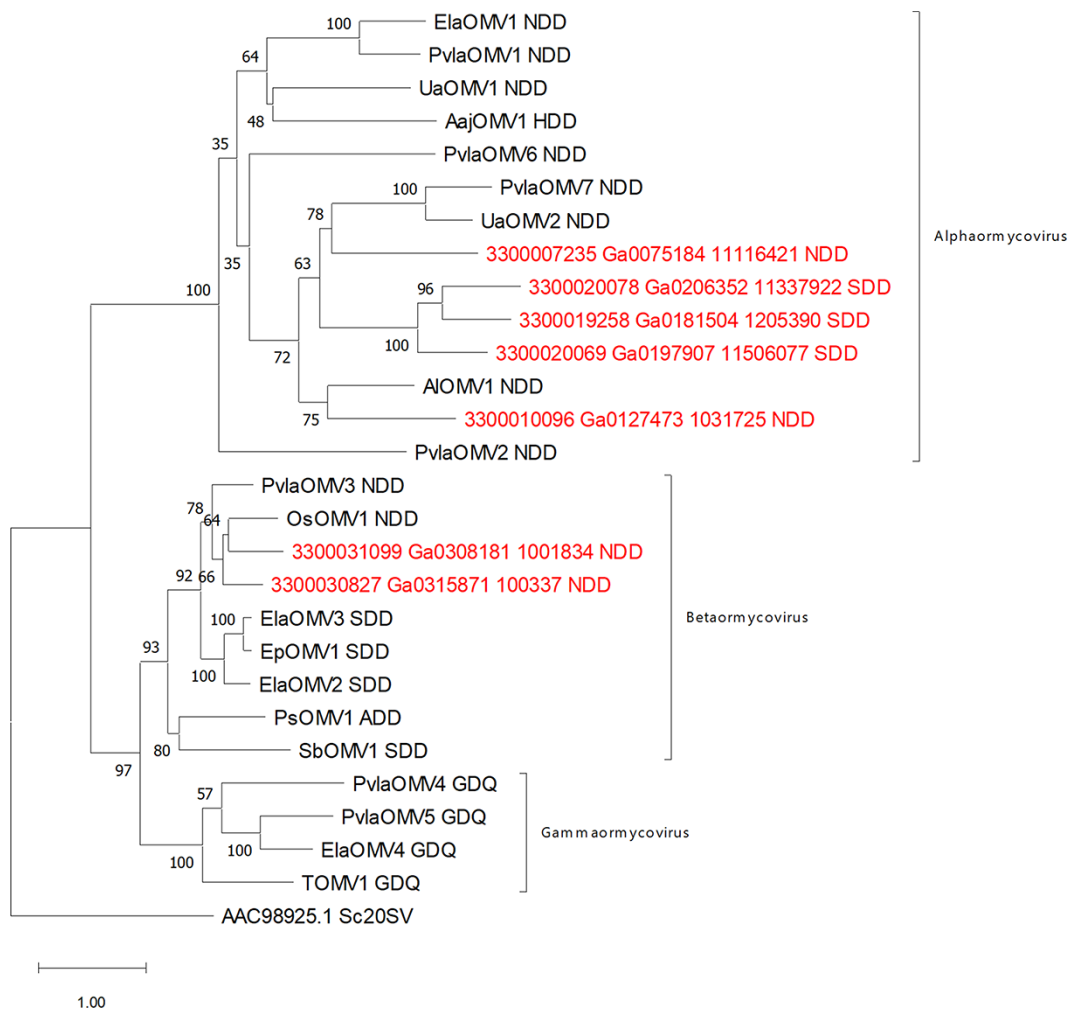 ElaOMV1 NDD
100
PvlaOMV1 NDD
64
UaOMV1 NDD
AajOMV1 HDD
48
35
PvlaOMV6 NDD
PvlaOMV7 NDD
100
78
UaOMV2 NDD
Alphaormycovirus
3300007235 Ga0075184 11116421 NDD
35
63
3300020078 Ga0206352 11337922 SDD
96
100
3300019258 Ga0181504 1205390 SDD
100
3300020069 Ga0197907 11506077 SDD
72
AlOMV1 NDD
75
3300010096 Ga0127473 1031725 NDD
PvlaOMV2 NDD
PvlaOMV3 NDD
78
64
OsOMV1 NDD
3300031099 Ga0308181 1001834 NDD
92
66
3300030827 Ga0315871 100337 NDD
ElaOMV3 SDD
100
Betaormycovirus
93
EpOMV1 SDD
100
ElaOMV2 SDD
PsOMV1 ADD
80
SbOMV1 SDD
97
PvlaOMV4 GDQ
57
PvlaOMV5 GDQ
Gammaormycovirus
100
ElaOMV4 GDQ
100
TOMV1 GDQ
AAC98925.1 Sc20SV
1.00